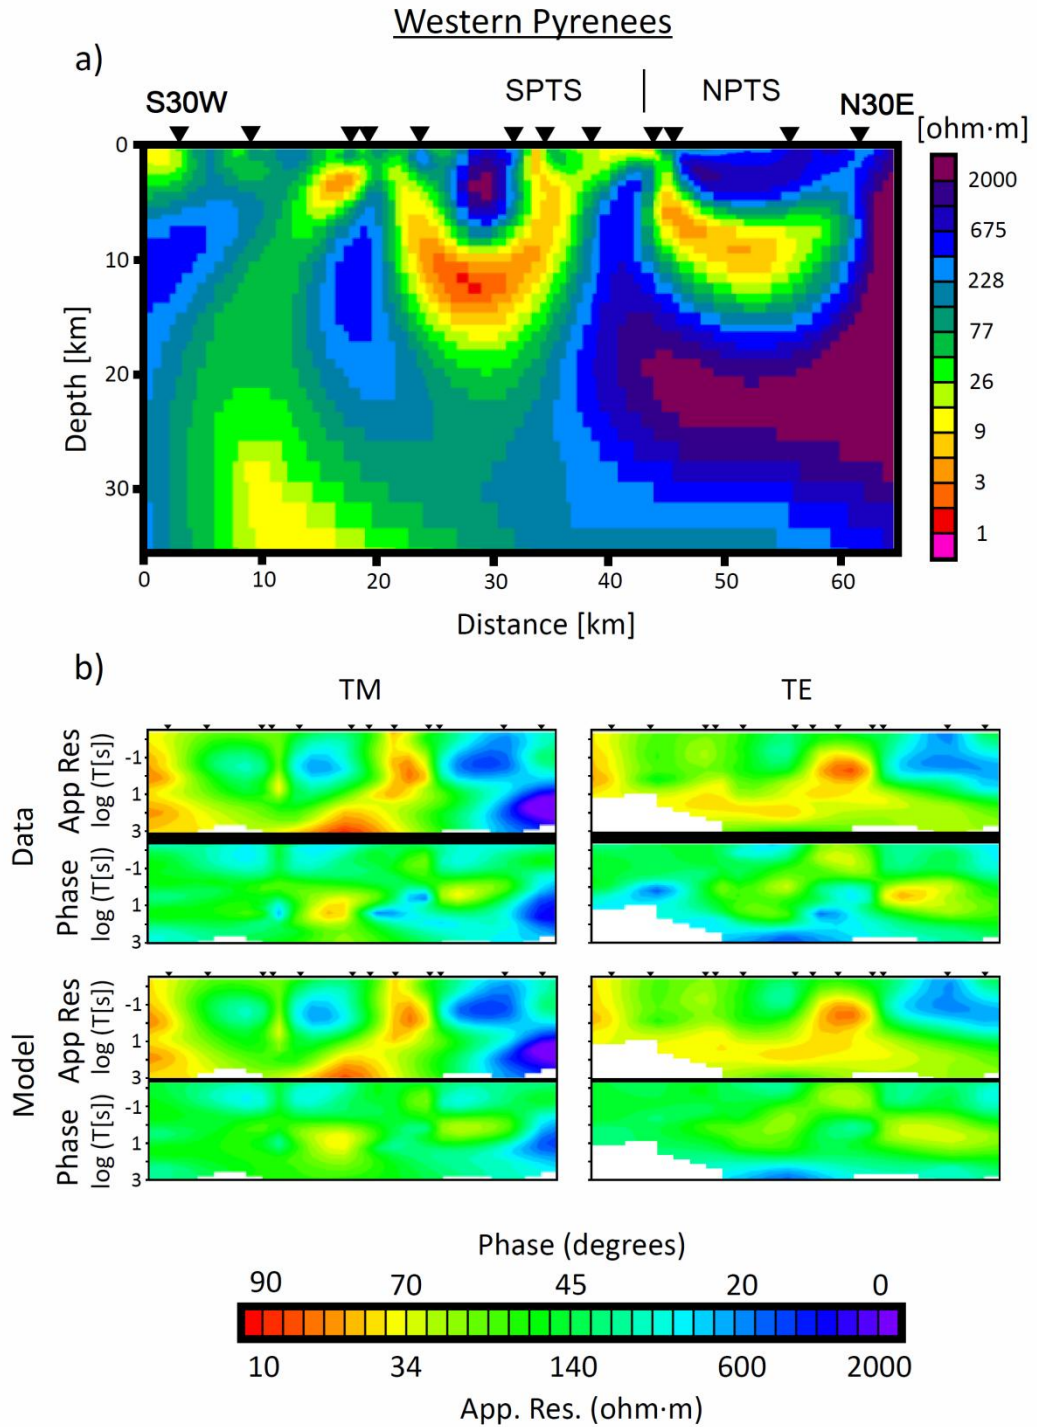 Western Pyrenees
a)
SPTS | NPTS
S30W N30E
[ohm·m]
0
10
20
30
Depth [km]
2000
675
228
77
26
9
3
1
0 10 20 30 40 50 60
Distance [km]
b)
TM TE
Data
App Res
log (T[s])
-1
1
3
Phase
log (T[s])
-1
1
3
Model
App Res
log (T[s])
-1
1
3
Phase
log (T[s])
-1
1
3
Phase (degrees)
90 70 45 20 0
10 34 140 600 2000
App. Res. (ohm·m)